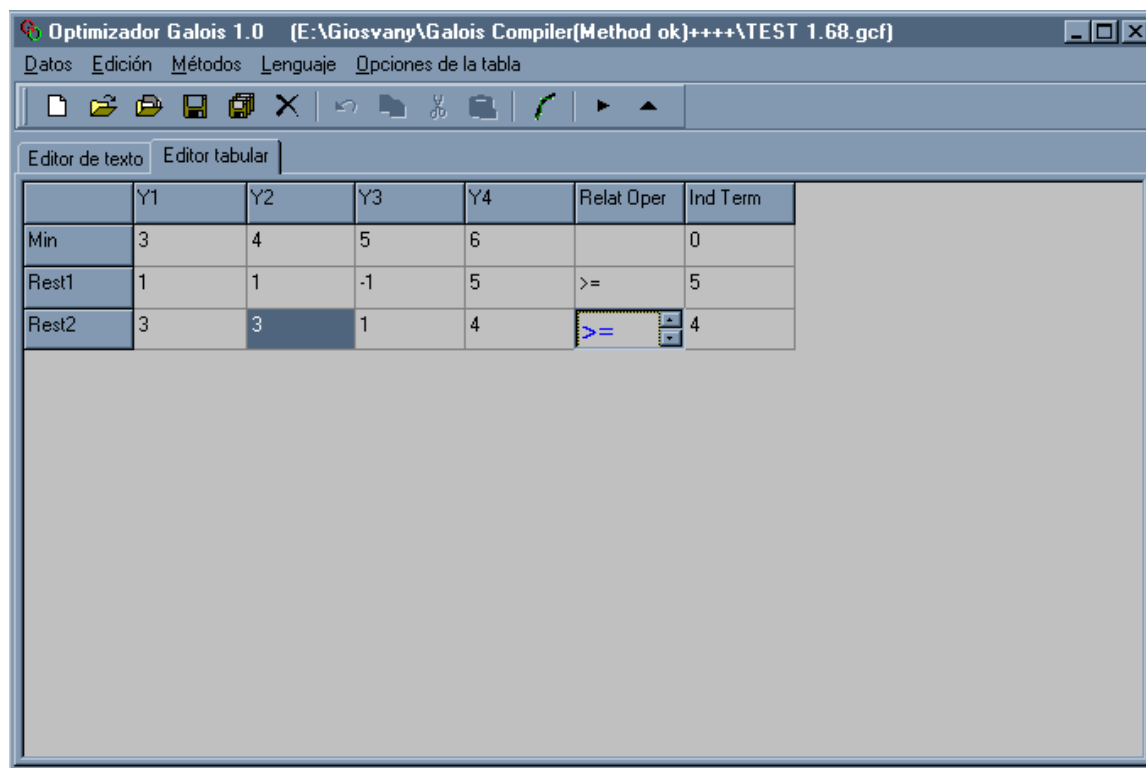 Optimizador Galois 1.0 (E:\Giosvany\Galois Compiler(Method ok)++++\TEST 1.68.gcf)
Datos Edición Métodos Lenguaje Opciones de la tabla
Editor de texto Editor tabular
Y1 Y2 Y3 Y4 Relat Oper Ind Term
Min 3 4 5 6 0
Rest1 1 1 -1 5 >= 5
Rest2 3 3 1 4 >= 4